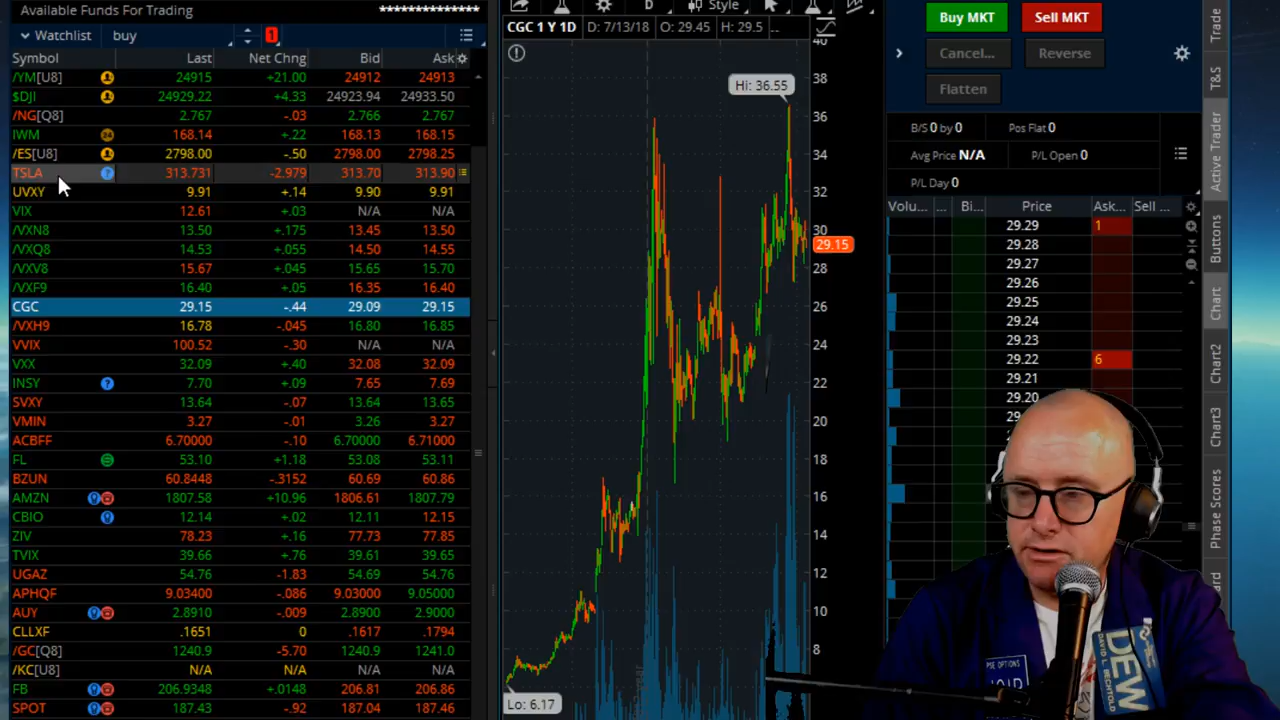 Available Funds For Trading
***************
Watchlist buy 1
Symbol Last Net Chng Bid Ask
/YM[U8] 24915 +21.00 24912 24913
$DJI 24929.22 +4.33 24923.94 24933.50
/NG[Q8] 2.767 -.03 2.766 2.767
IWM 168.14 +.22 168.13 168.15
/ES[U8] 2798.00 -.50 2798.00 2798.25
TSLA 313.731 -2.979 313.70 313.90
UVXY 9.91 +.14 9.90 9.91
VIX 12.61 +.03 N/A N/A
/VXN8 13.50 +.175 13.45 13.50
/VXQ8 14.53 +.055 14.50 14.55
/VXV8 15.67 +.045 15.65 15.70
/VXF9 16.40 +.05 16.35 16.40
CGC 29.15 -.44 29.09 29.15
/VXH9 16.78 -.045 16.80 16.85
VVIX 100.52 -.30 N/A N/A
VXX 32.09 +.40 32.08 32.09
INSY 7.70 +.09 7.65 7.69
SVXY 13.64 -.07 13.64 13.65
VMIN 3.27 -.01 3.26 3.27
ACBFF 6.70000 -.10 6.70000 6.71000
FL 53.10 +1.18 53.08 53.11
BZUN 60.8448 -.3152 60.69 60.86
AMZN 1807.58 +10.96 1806.61 1807.79
CBIO 12.14 +.02 12.11 12.15
ZIV 78.23 +.16 77.73 77.85
TVIX 39.66 +.76 39.61 39.65
UGAZ 54.76 -1.83 54.69 54.76
APHQF 9.03400 -.086 9.03000 9.05000
AUY 2.8910 -.009 2.8900 2.9000
CLLXF .1651 0 .1617 .1794
/GC[Q8] 1240.9 -5.70 1240.9 1241.0
/KC[U8] N/A N/A N/A N/A
FB 206.9348 +.0148 206.81 206.86
SPOT 187.43 -.92 187.04 187.46
D Style
CGC 1 Y 1D D: 7/13/18 O: 29.45 H: 29.5 ...
Hi: 36.55
40
38
36
34
32
30
29.15
28
26
24
22
20
18
16
14
12
10
8
Lo: 6.17
Buy MKT Sell MKT
Cancel... Reverse
Flatten
B/S 0 by 0 Pos Flat 0
Avg Price N/A P/L Open 0
P/L Day 0
Volu... ... Bi... Price Ask... Sell ...
29.29 1
29.28
29.27
29.26
29.25
29.24
29.23
29.22 6
29.21
29.20
Trade
T&S
Active Trader
Buttons
Chart
Chart2
Chart3
Phase Scores
PSE OPTIONS
DEW
DAVID L. BECHTOLD